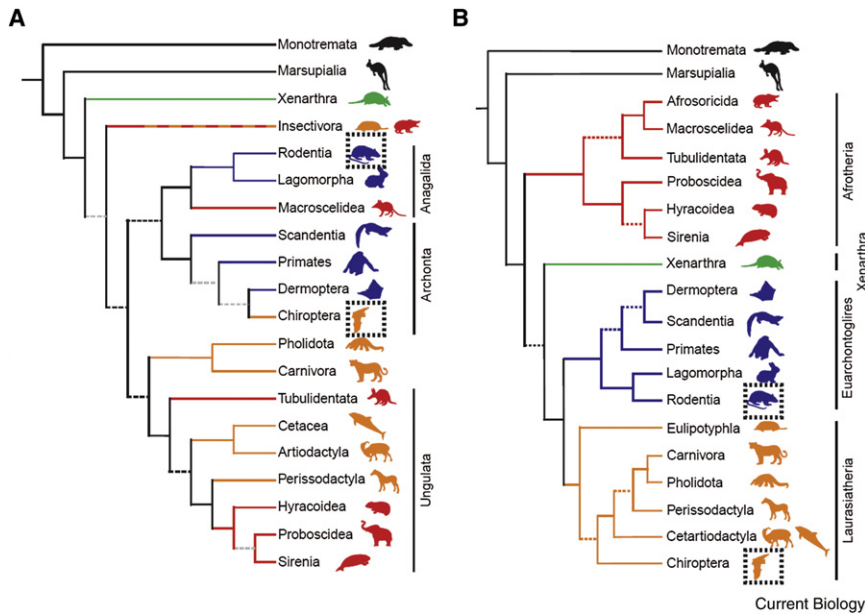 A
Monotremata
Marsupialia
Xenarthra
Insectivora
Rodentia
Lagomorpha
Macroscelidea
Scandentia
Primates
Dermoptera
Chiroptera
Pholidota
Carnivora
Tubulidentata
Cetacea
Artiodactyla
Perissodactyla
Hyracoidea
Proboscidea
Sirenia
Anagalida
Archonta
Ungulata
B
Monotremata
Marsupialia
Afrosoricida
Macroscelidea
Tubulidentata
Proboscidea
Hyracoidea
Sirenia
Xenarthra
Dermoptera
Scandentia
Primates
Lagomorpha
Rodentia
Eulipotyphla
Carnivora
Pholidota
Perissodactyla
Cetartiodactyla
Chiroptera
Afrotheria
Xenarthra
Euarchontoglires
Laurasiatheria
Current Biology